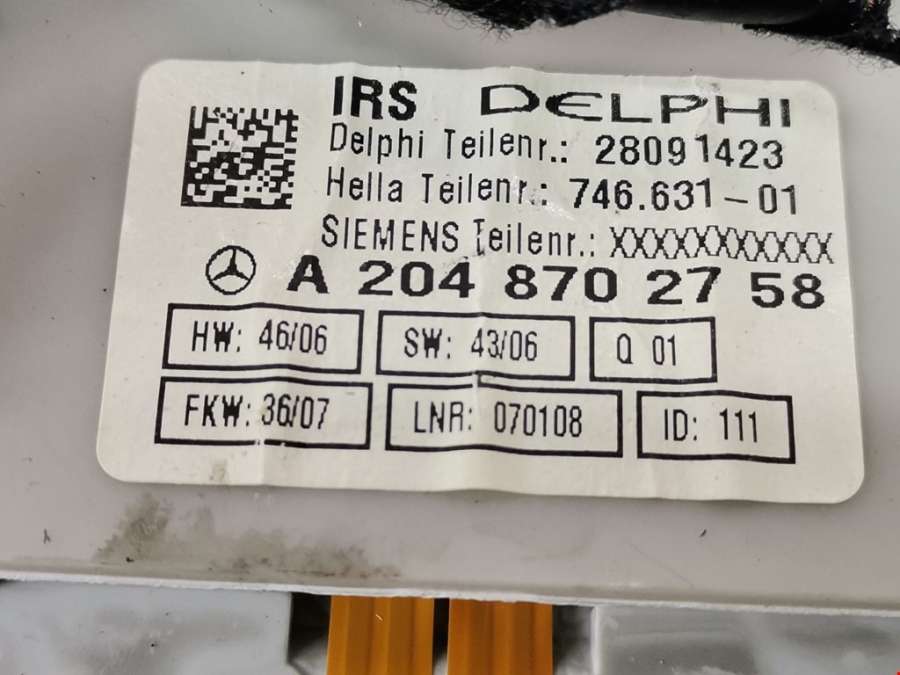 IRS DELPHI
Delphi Teilenr.: 28091423
Hella Teilenr.: 746.631-01
SIEMENS Teilenr.: XXXXXXXXXXX
A 204 870 27 58
HW: 46/06 SW: 43/06 Q 01
FKW: 36/07 LNR: 070108 ID: 111